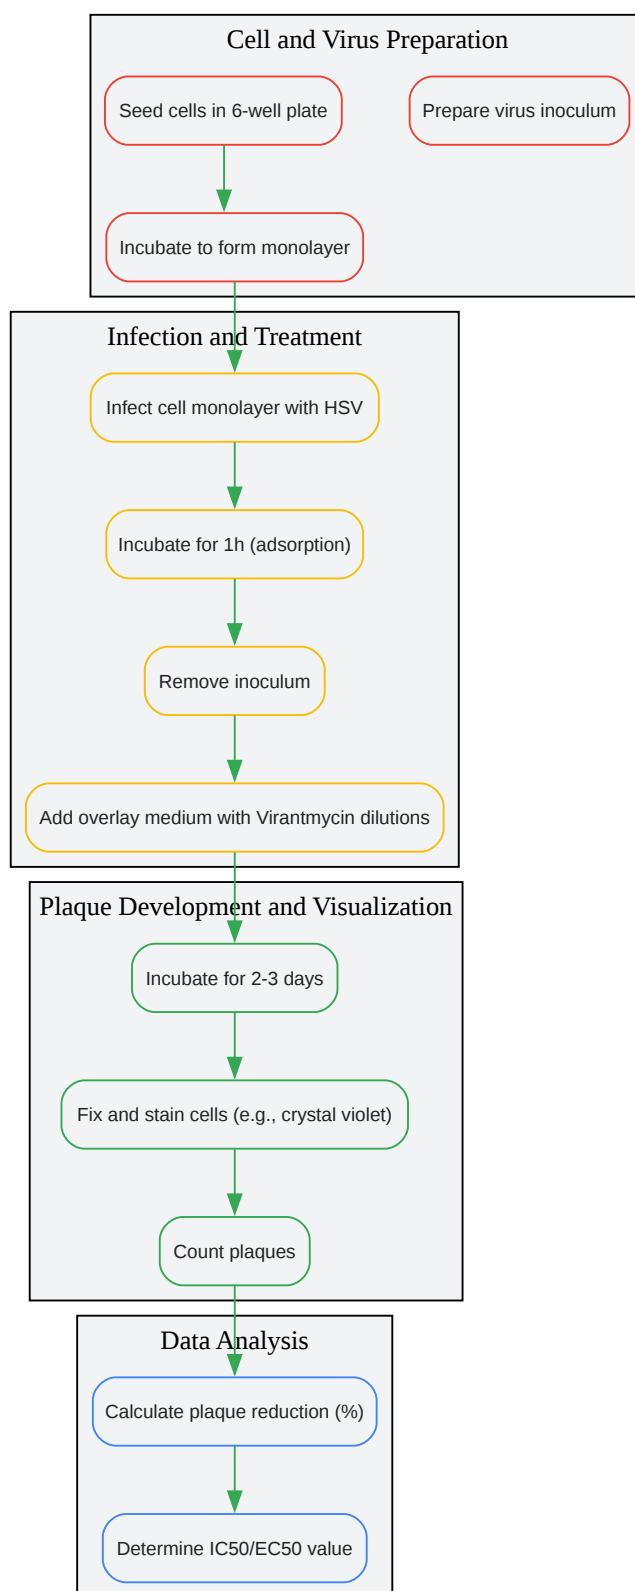 Cell and Virus Preparation
Seed cells in 6-well plate
Prepare virus inoculum
Incubate to form monolayer
Infection and Treatment
Infect cell monolayer with HSV
Incubate for 1h (adsorption)
Remove inoculum
Add overlay medium with Virantmycin dilutions
Plaque Development and Visualization
Incubate for 2-3 days
Fix and stain cells (e.g., crystal violet)
Count plaques
Data Analysis
Calculate plaque reduction (%)
Determine IC50/EC50 value